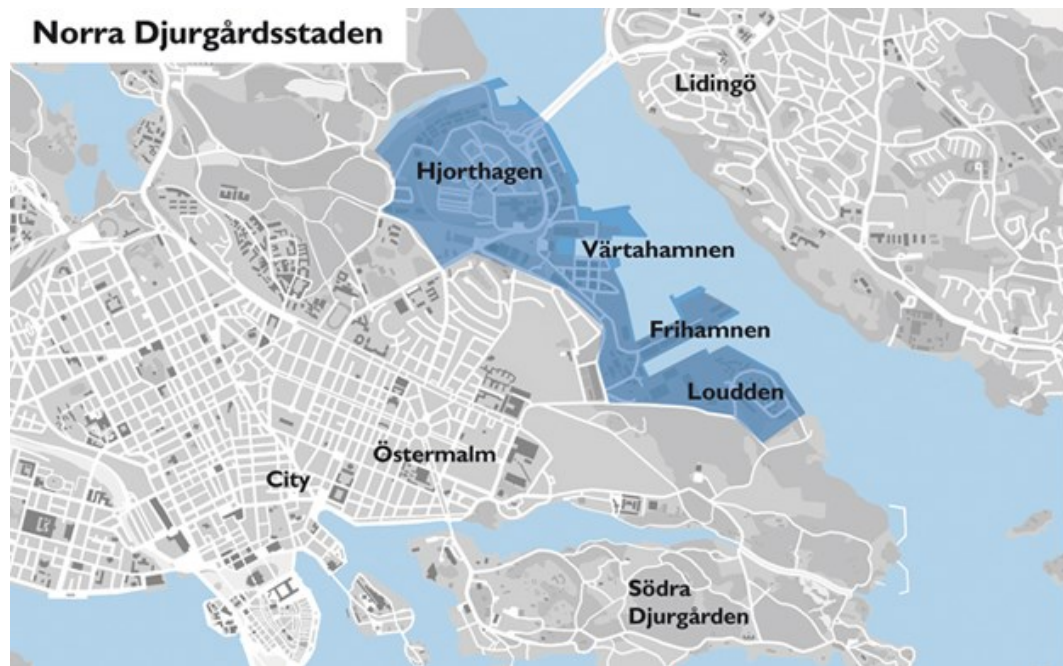 Norra Djurgårdsstaden
Lidingö
Hjorthagen
Värtahamnen
Frihamnen
Loudden
Östermalm
City
Södra
Djurgården